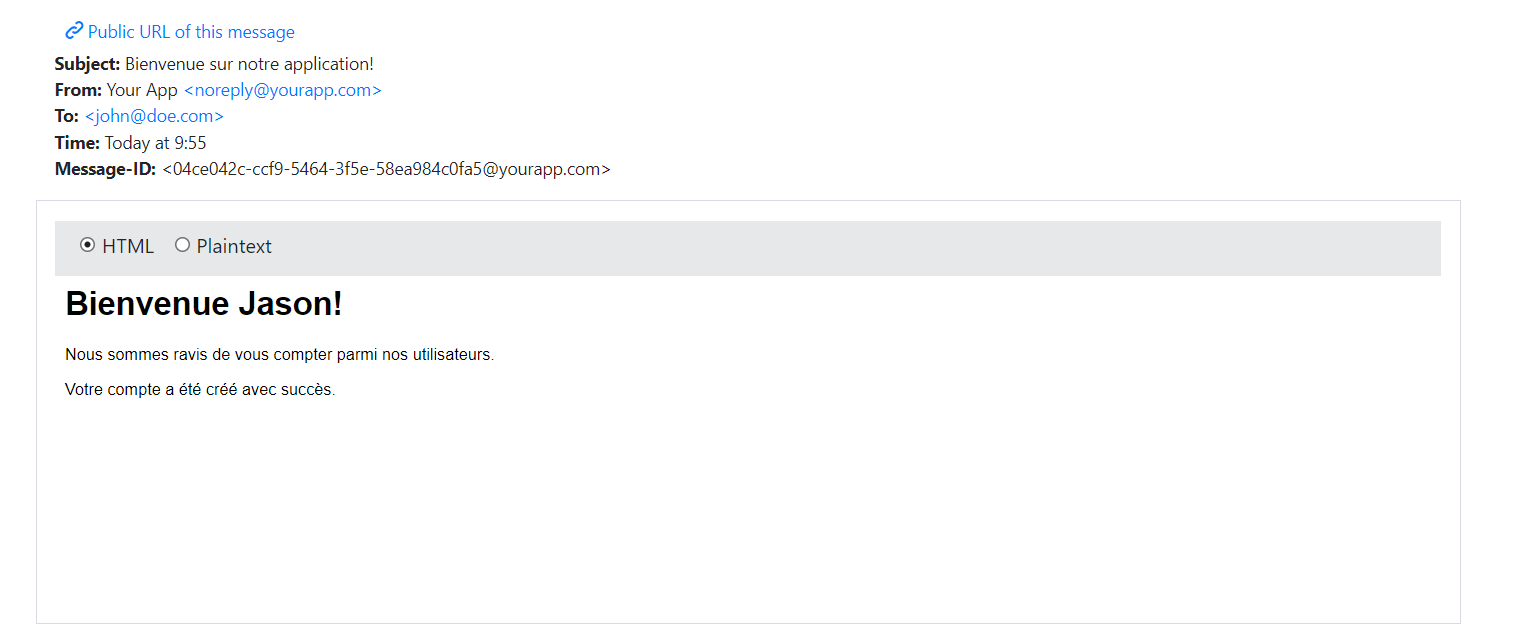 Public URL of this message
Subject: Bienvenue sur notre application!
From: Your App <noreply@yourapp.com>
To: <john@doe.com>
Time: Today at 9:55
Message-ID: <04ce042c-ccf9-5464-3f5e-58ea984c0fa5@yourapp.com>
HTML Plaintext
Bienvenue Jason!
Nous sommes ravis de vous compter parmi nos utilisateurs.
Votre compte a été créé avec succès.